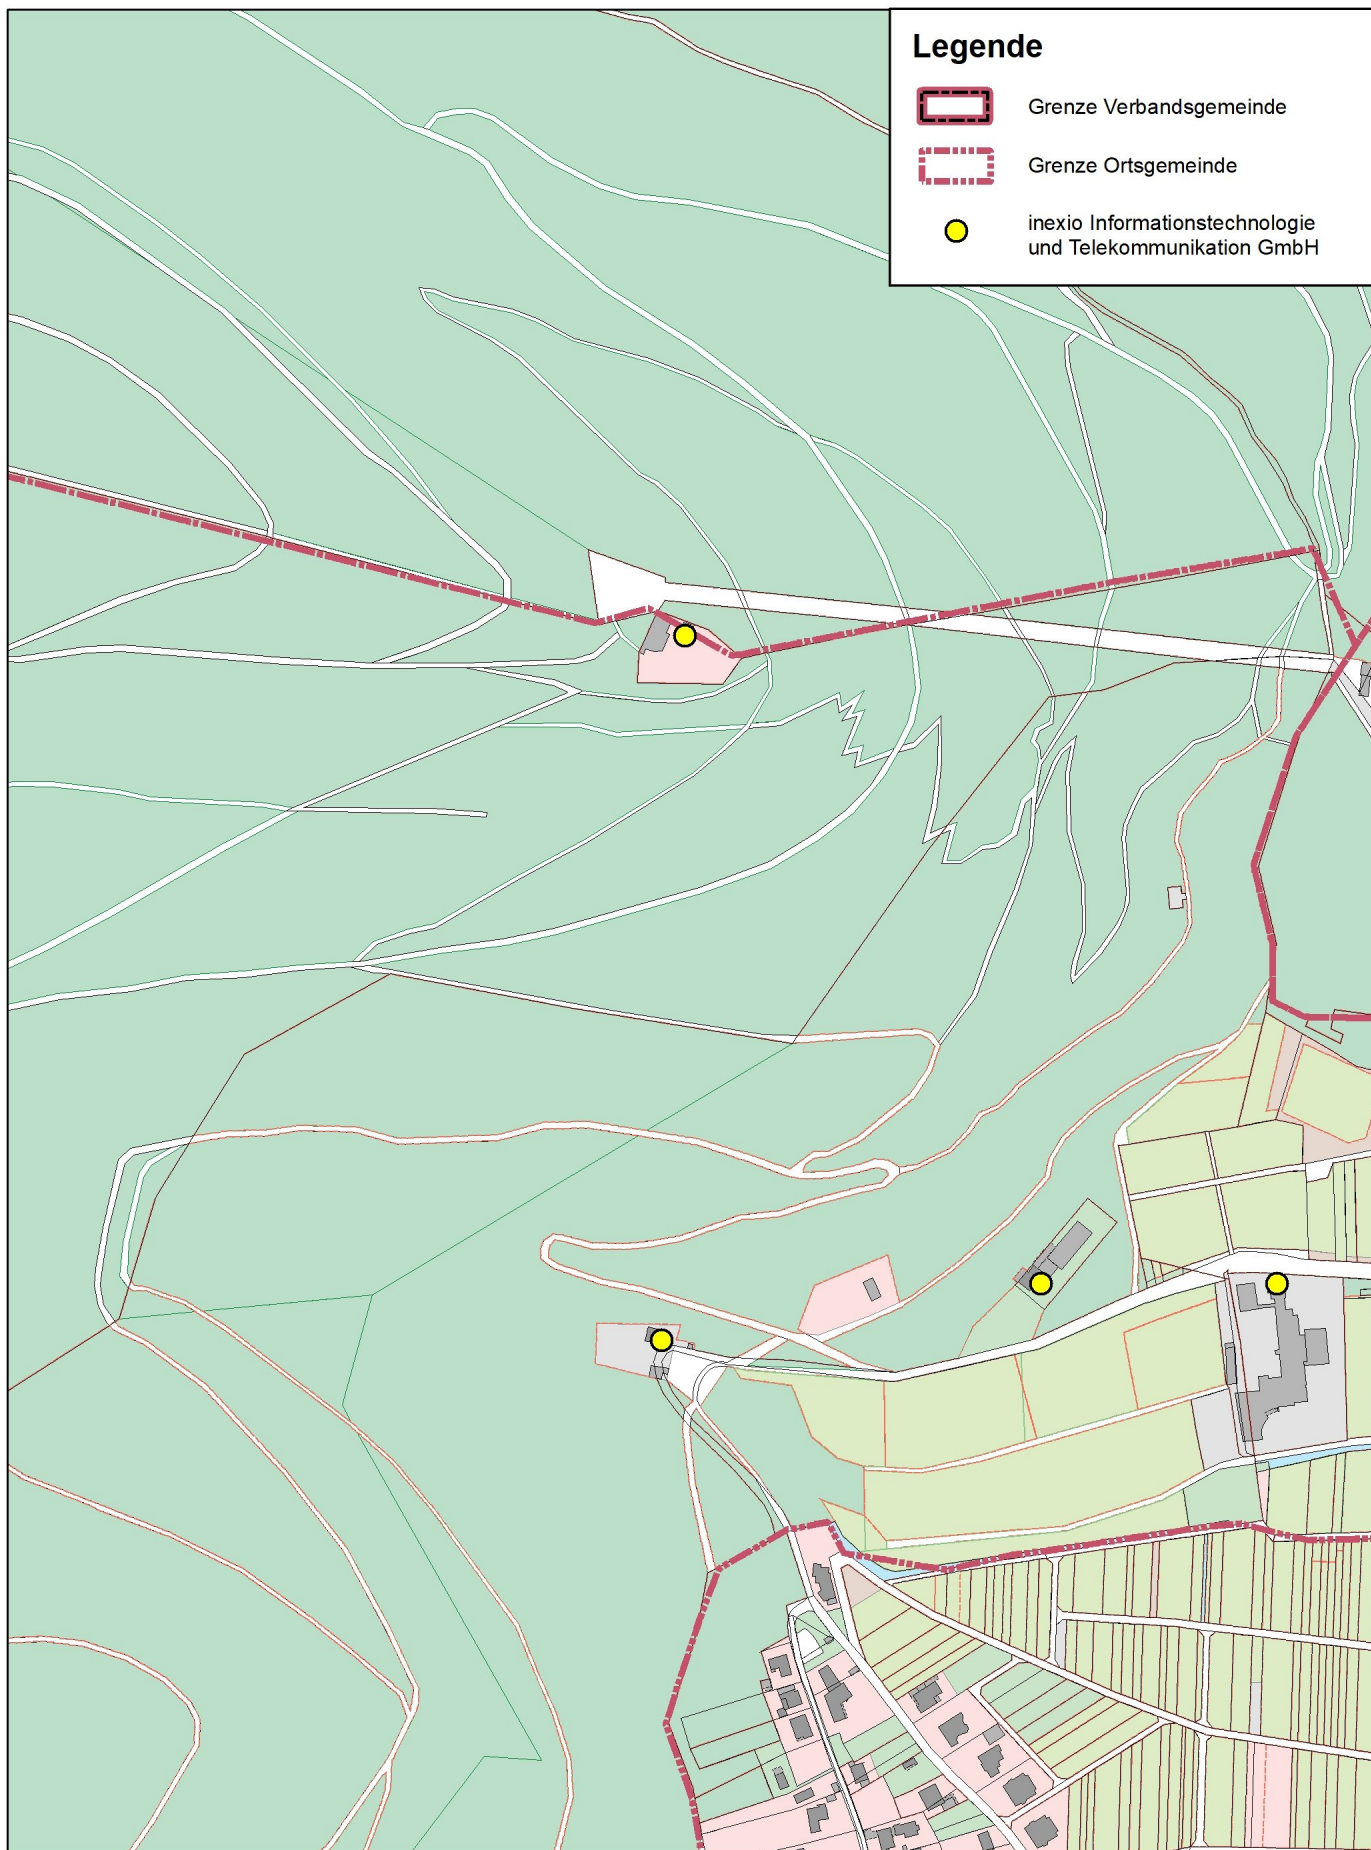 Legende
Grenze Verbandsgemeinde
Grenze Ortsgemeinde
inexio Informationstechnologie
und Telekommunikation GmbH